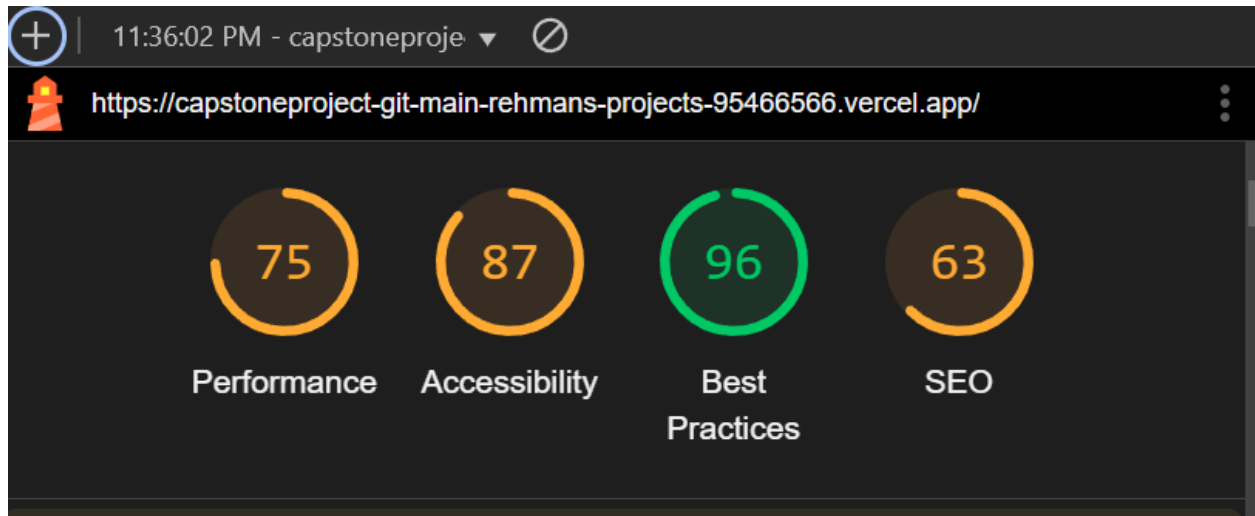 11:36:02 PM - capstoneproje
https://capstoneproject-git-main-rehmans-projects-95466566.vercel.app/
75 87 96 63
Performance Accessibility Best Practices SEO